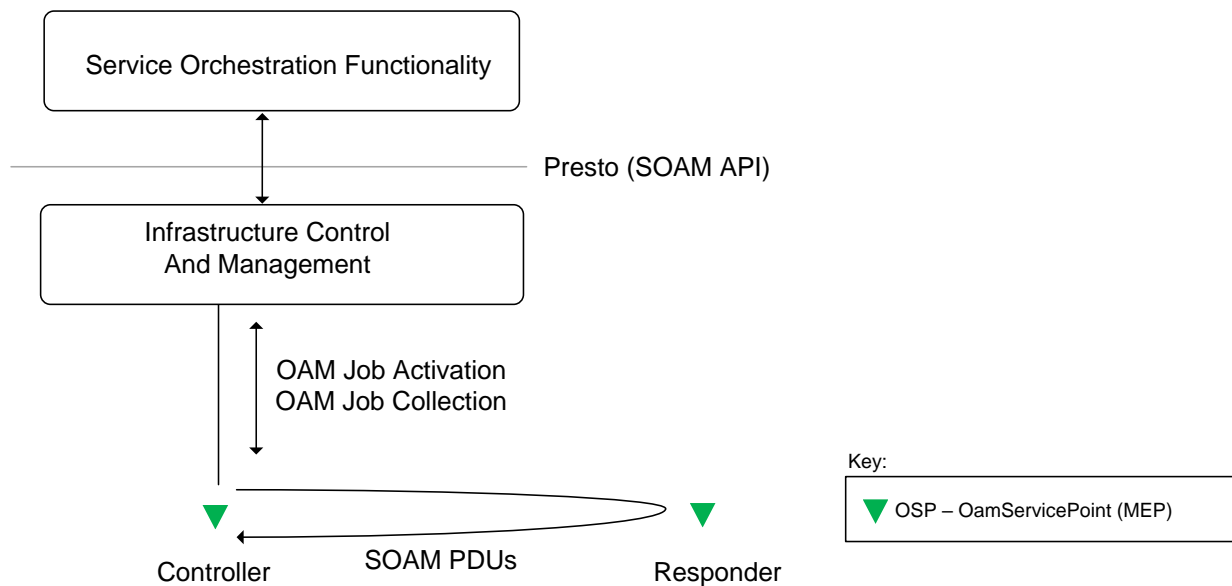 Service Orchestration Functionality
Presto (SOAM API)
Infrastructure Control
And Management
OAM Job Activation
OAM Job Collection
Key:
OSP – OamServicePoint (MEP)
SOAM PDUs
Controller
Responder